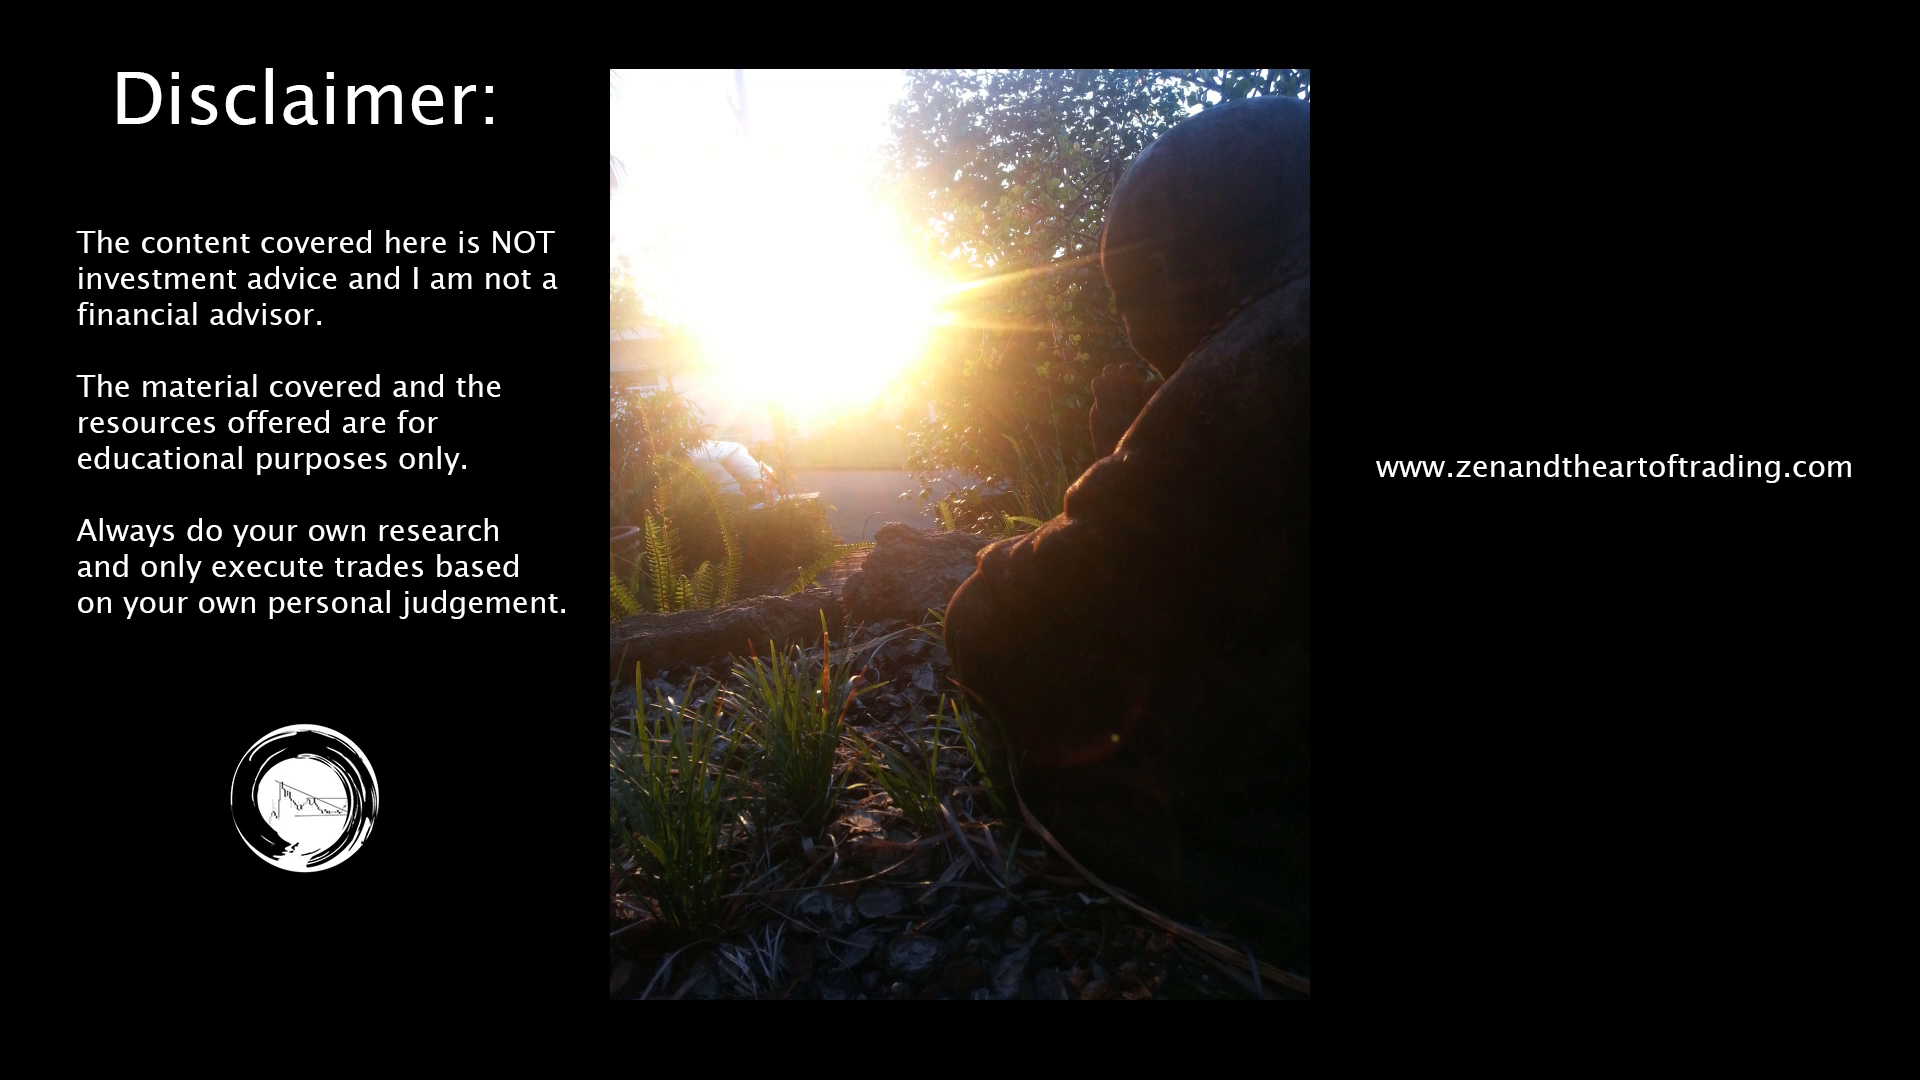 Disclaimer:
The content covered here is NOT
investment advice and I am not a
financial advisor.
The material covered and the
resources offered are for
educational purposes only.
Always do your own research
and only execute trades based
on your own personal judgement.
www.zenandtheartoftrading.com